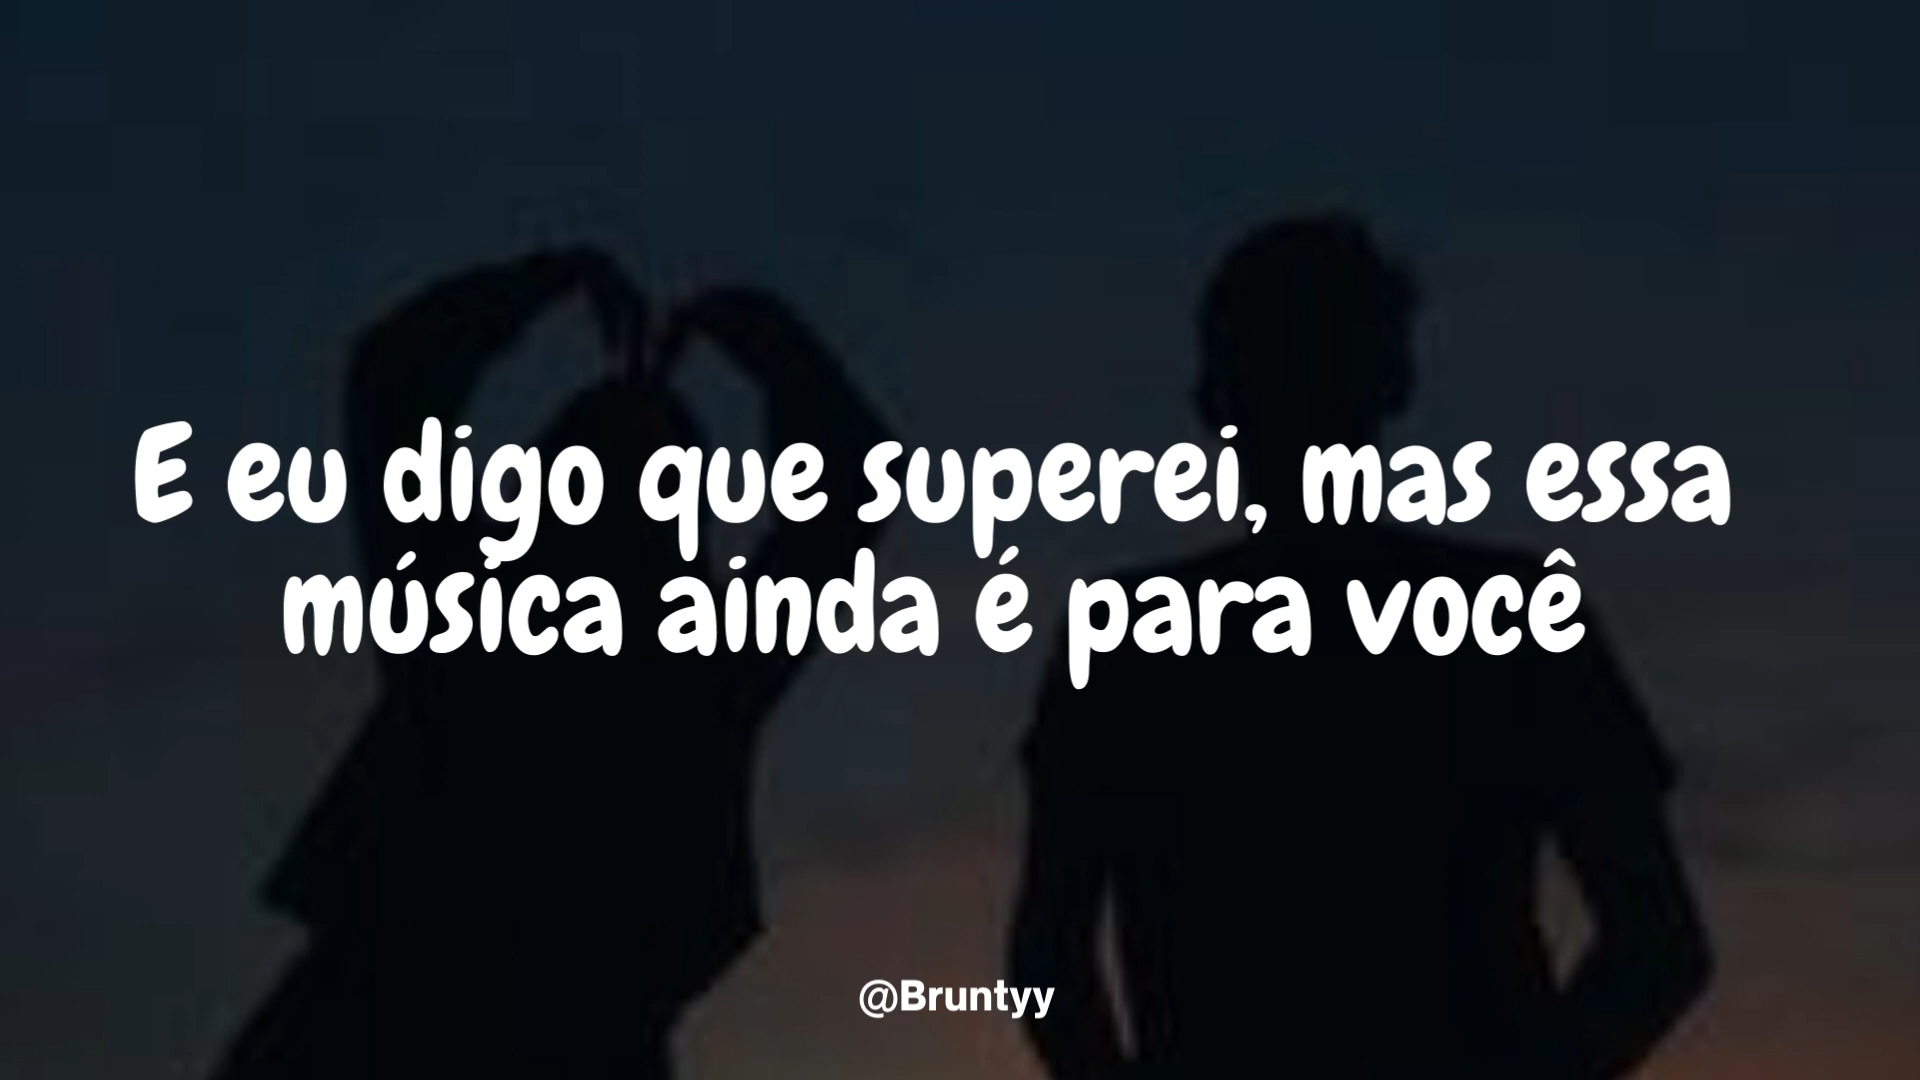 E eu digo que superei, mas essa
música ainda é para você
@Bruntyy